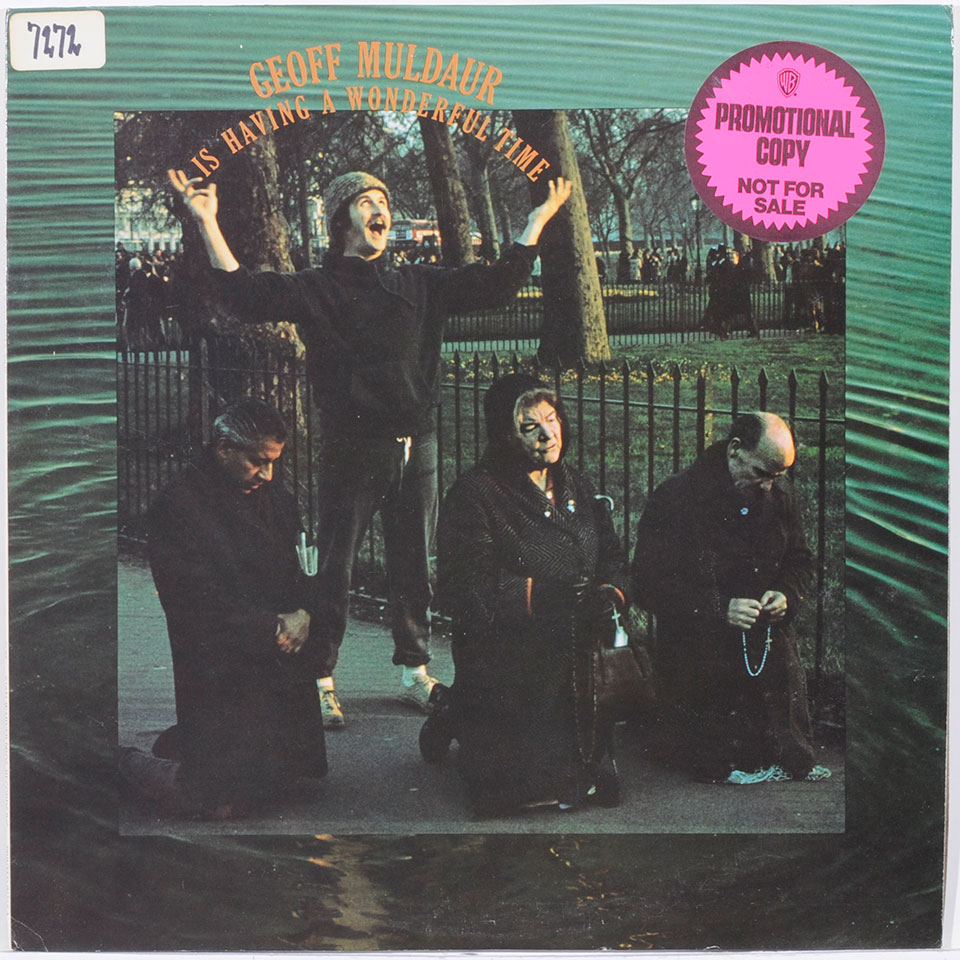 7272
GEOFF MULDAUR
IS HAVING A WONDERFUL TIME
WB
PROMOTIONAL
COPY
NOT FOR
SALE